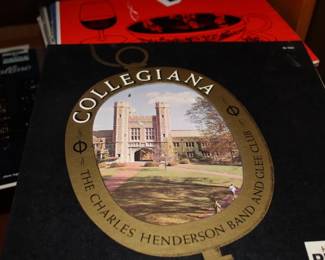 COLLEGIANA
THE CHARLES HENDERSON BAND AND GLEE CLUB